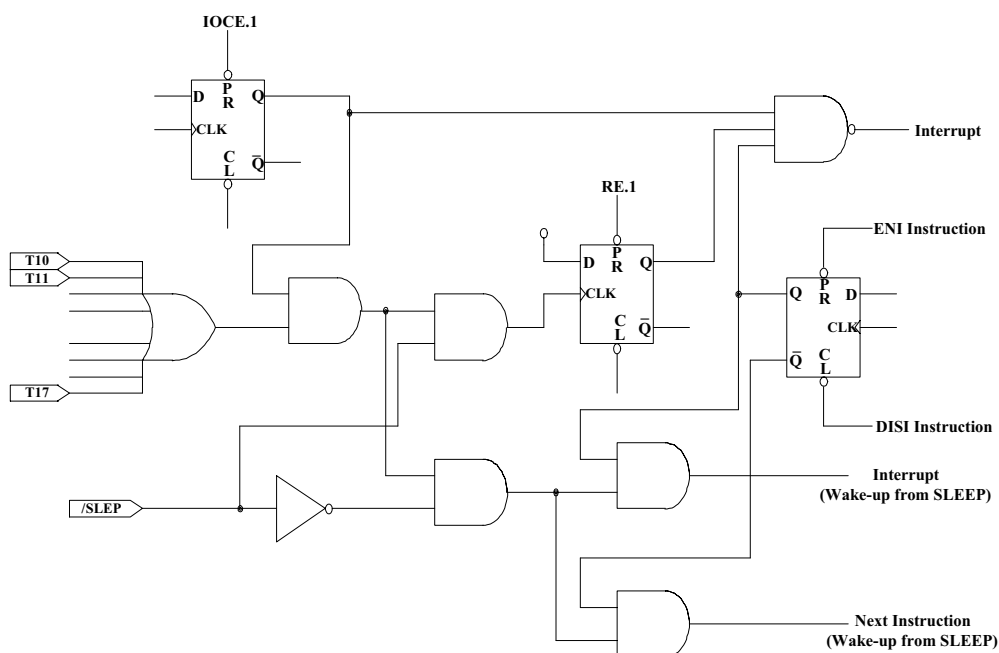 IOCE.1
D
P
R
Q
CLK
C
L
Q̅
Interrupt
RE.1
D
P
R
Q
CLK
C
L
Q̅
ENI Instruction
Q
P
R
D
CLK
Q̅
C
L
DISI Instruction
T10
T11
T17
/SLEP
Interrupt
(Wake-up from SLEEP)
Next Instruction
(Wake-up from SLEEP)